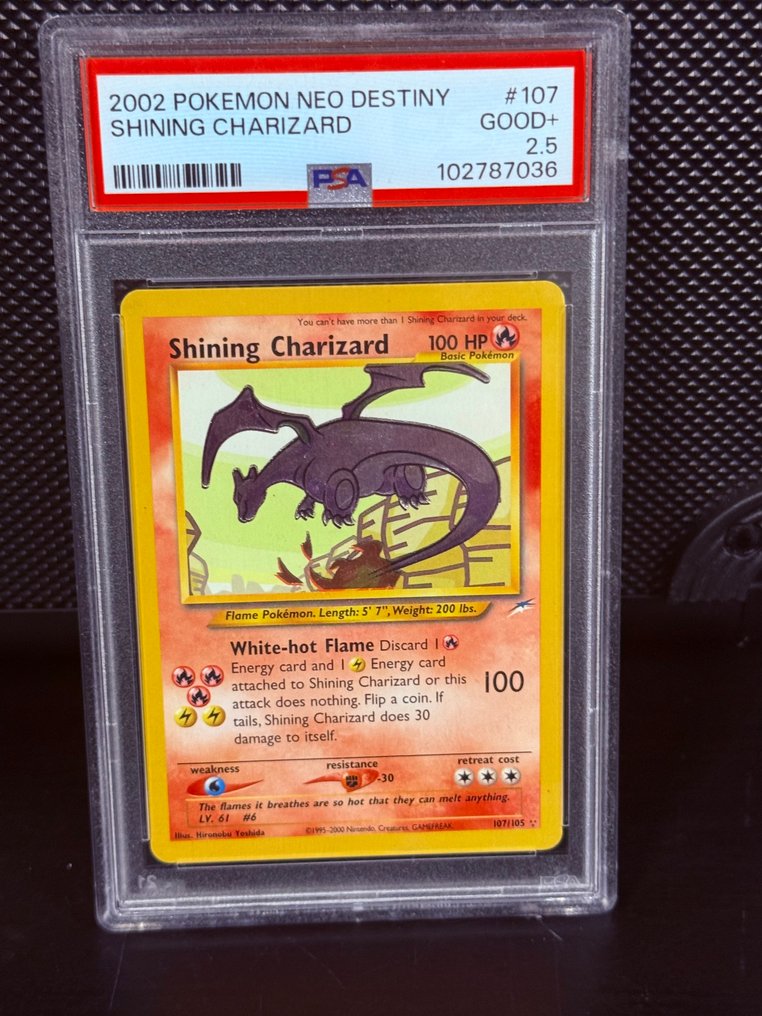 2002 POKEMON NEO DESTINY #107
SHINING CHARIZARD GOOD+
2.5
PSA 102787036
You can't have more than 1 Shining Charizard in your deck.
Shining Charizard 100 HP
Basic Pokémon
Flame Pokémon. Length: 5' 7", Weight: 200 lbs.
White-hot Flame Discard 1
Energy card and 1 Energy card
attached to Shining Charizard or this
attack does nothing. Flip a coin. If
tails, Shining Charizard does 30
damage to itself.
100
weakness resistance retreat cost
-30
The flames it breathes are so hot that they can melt anything.
LV. 61 #6
Illus. Hironobu Yoshida ©1995-2000 Nintendo, Creatures, GAMEFREAK. 107/105